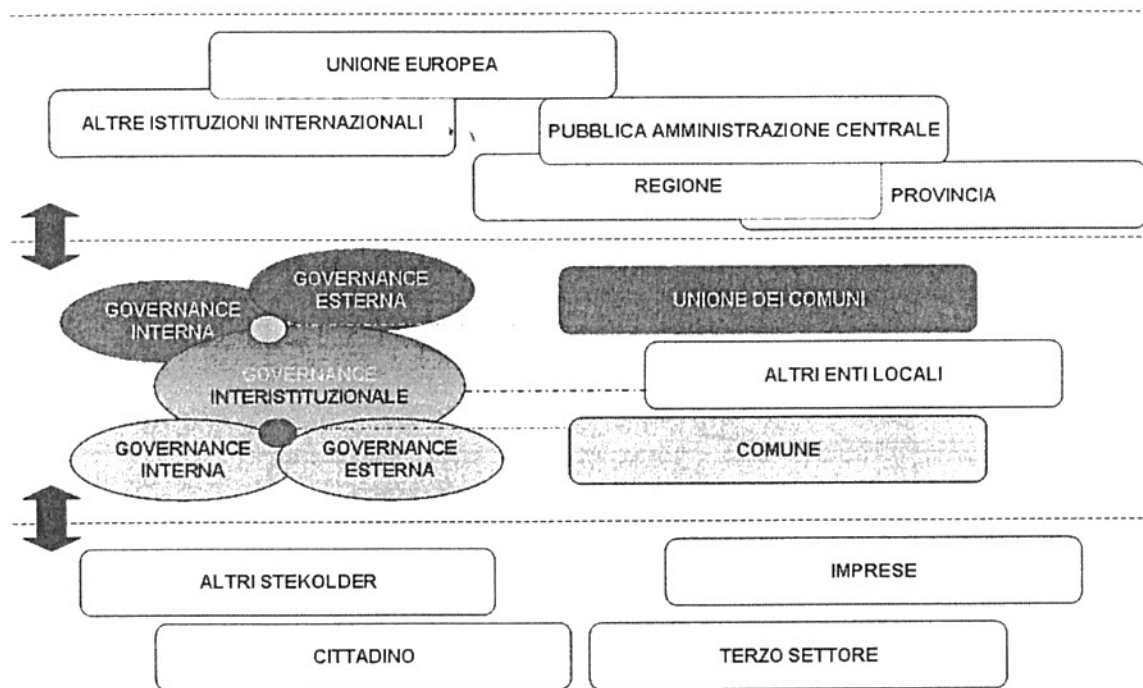 UNIONE EUROPEA
ALTRE ISTITUZIONI INTERNAZIONALI
PUBBLICA AMMINISTRAZIONE CENTRALE
REGIONE
PROVINCIA
GOVERNANCE
ESTERNA
GOVERNANCE
INTERNA
UNIONE DEI COMUNI
GOVERNANCE
INTERISTITUZIONALE
ALTRI ENTI LOCALI
GOVERNANCE
INTERNA
GOVERNANCE
ESTERNA
COMUNE
ALTRI STEKOLDER
IMPRESE
CITTADINO
TERZO SETTORE